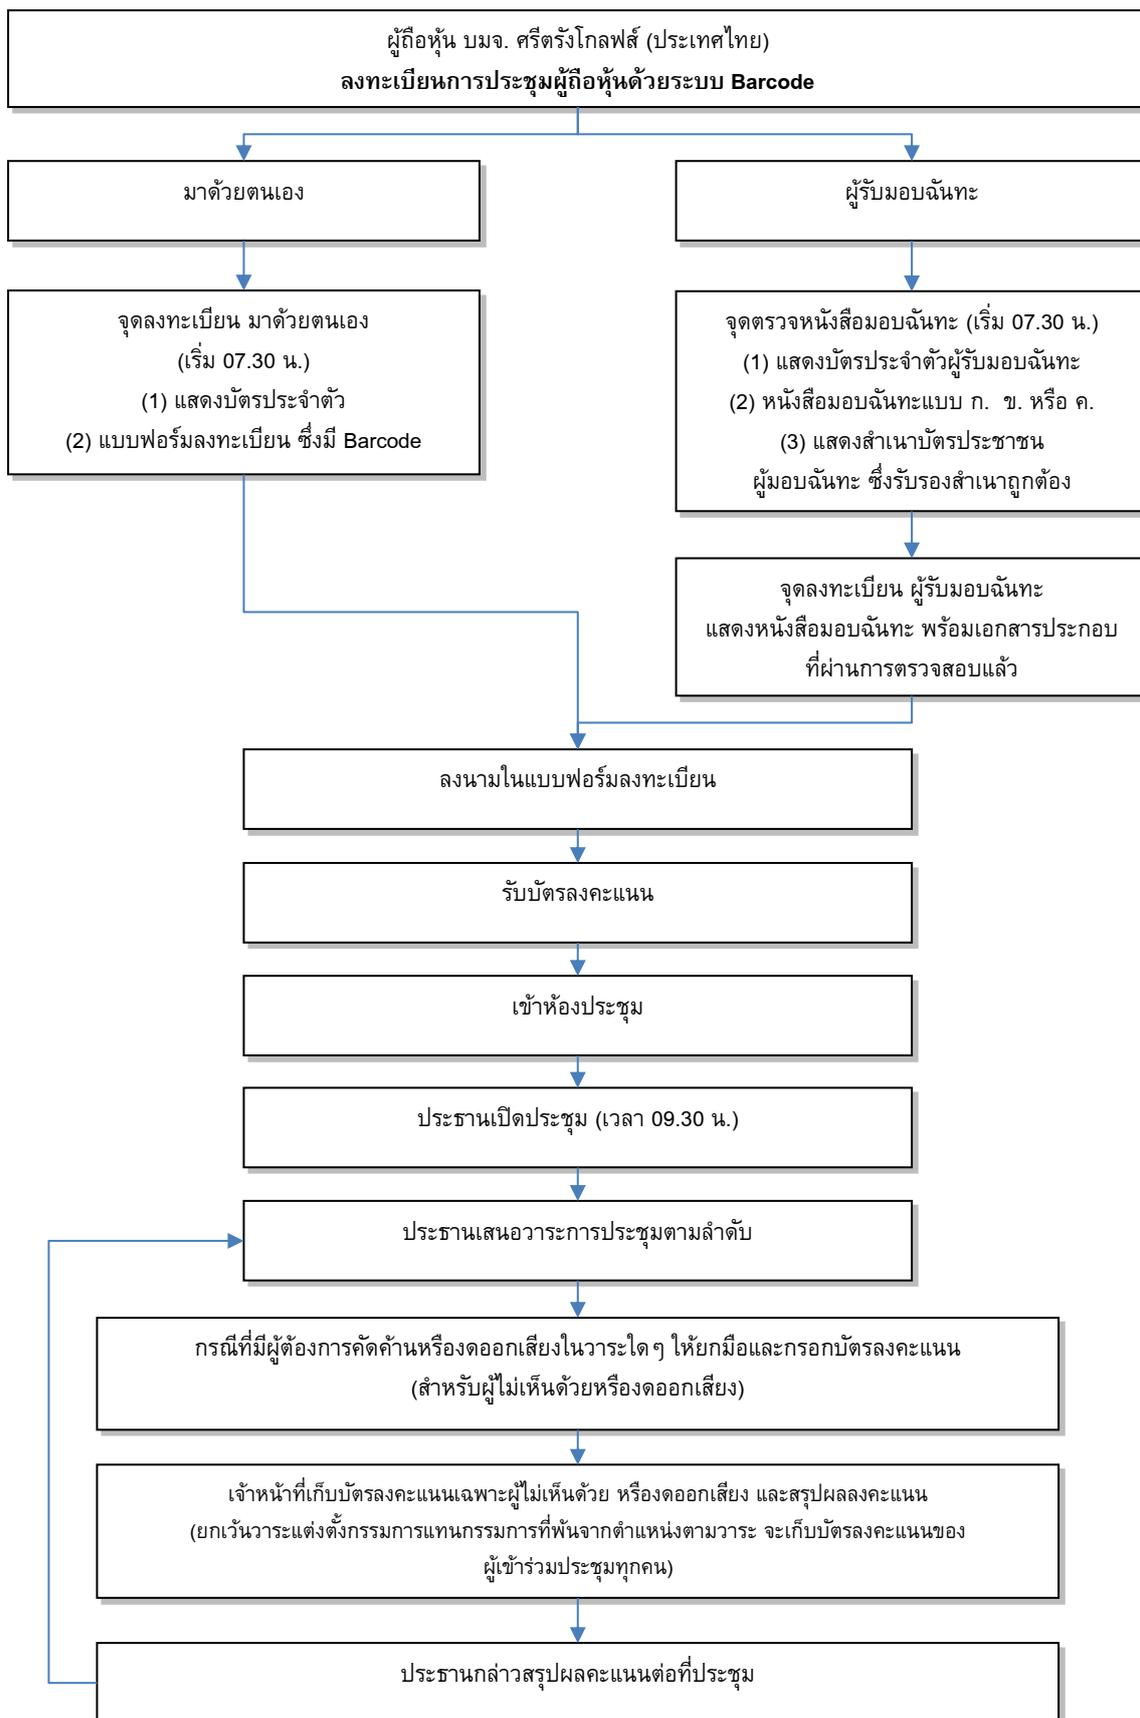 ผู้ถือหุ้น บมจ. ศรีตรังโกลฟส์ (ประเทศไทย)
ลงทะเบียนการประชุมผู้ถือหุ้นด้วยระบบ Barcode
มาด้วยตนเอง
ผู้รับมอบฉันทะ
จุดลงทะเบียน มาด้วยตนเอง
(เริ่ม 07.30 น.)
(1) แสดงบัตรประจำตัว
(2) แบบฟอร์มลงทะเบียน ซึ่งมี Barcode
จุดตรวจหนังสือมอบฉันทะ (เริ่ม 07.30 น.)
(1) แสดงบัตรประจำตัวผู้รับมอบฉันทะ
(2) หนังสือมอบฉันทะแบบ ก. ข. หรือ ค.
(3) แสดงสำเนาบัตรประชาชน
ผู้มอบฉันทะ ซึ่งรับรองสำเนาถูกต้อง
จุดลงทะเบียน ผู้รับมอบฉันทะ
แสดงหนังสือมอบฉันทะ พร้อมเอกสารประกอบ
ที่ผ่านการตรวจสอบแล้ว
ลงนามในแบบฟอร์มลงทะเบียน
รับบัตรลงคะแนน
เข้าห้องประชุม
ประธานเปิดประชุม (เวลา 09.30 น.)
ประธานเสนอวาระการประชุมตามลำดับ
กรณีที่มีผู้ต้องการคัดค้านหรืองดออกเสียงในวาระใดๆ ให้ยกมือและกรอกบัตรลงคะแนน
(สำหรับผู้ไม่เห็นด้วยหรืองดออกเสียง)
เจ้าหน้าที่เก็บบัตรลงคะแนนเฉพาะผู้ไม่เห็นด้วย หรืองดออกเสียง และสรุปผลลงคะแนน
(ยกเว้นวาระแต่งตั้งกรรมการแทนกรรมการที่พ้นจากตำแหน่งตามวาระ จะเก็บบัตรลงคะแนนของ
ผู้เข้าร่วมประชุมทุกคน)
ประธานกล่าวสรุปผลคะแนนต่อที่ประชุม